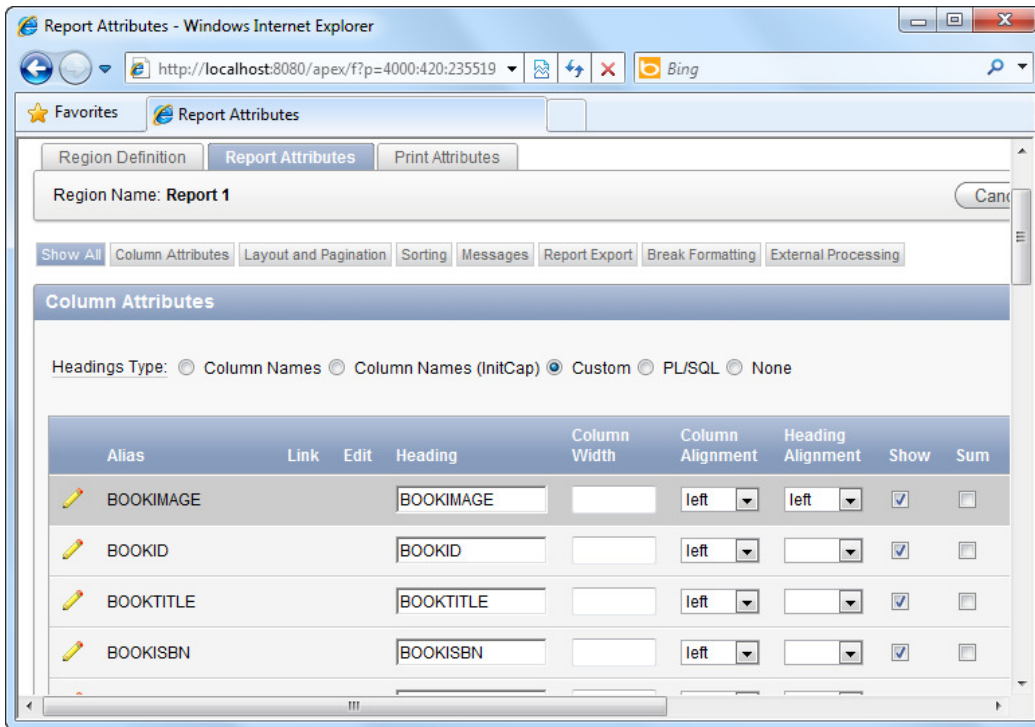 Report Attributes - Windows Internet Explorer
http://localhost:8080/apex/f?p=4000:420:235519 Bing
Favorites Report Attributes
Region Definition Report Attributes Print Attributes
Region Name: Report 1 Canc
Show All Column Attributes Layout and Pagination Sorting Messages Report Export Break Formatting External Processing
Column Attributes
Headings Type: Column Names Column Names (InitCap) Custom PL/SQL None
Alias Link Edit Heading Column Width Column Alignment Heading Alignment Show Sum
BOOKIMAGE BOOKIMAGE left left
BOOKID BOOKID left
BOOKTITLE BOOKTITLE left
BOOKISBN BOOKISBN left